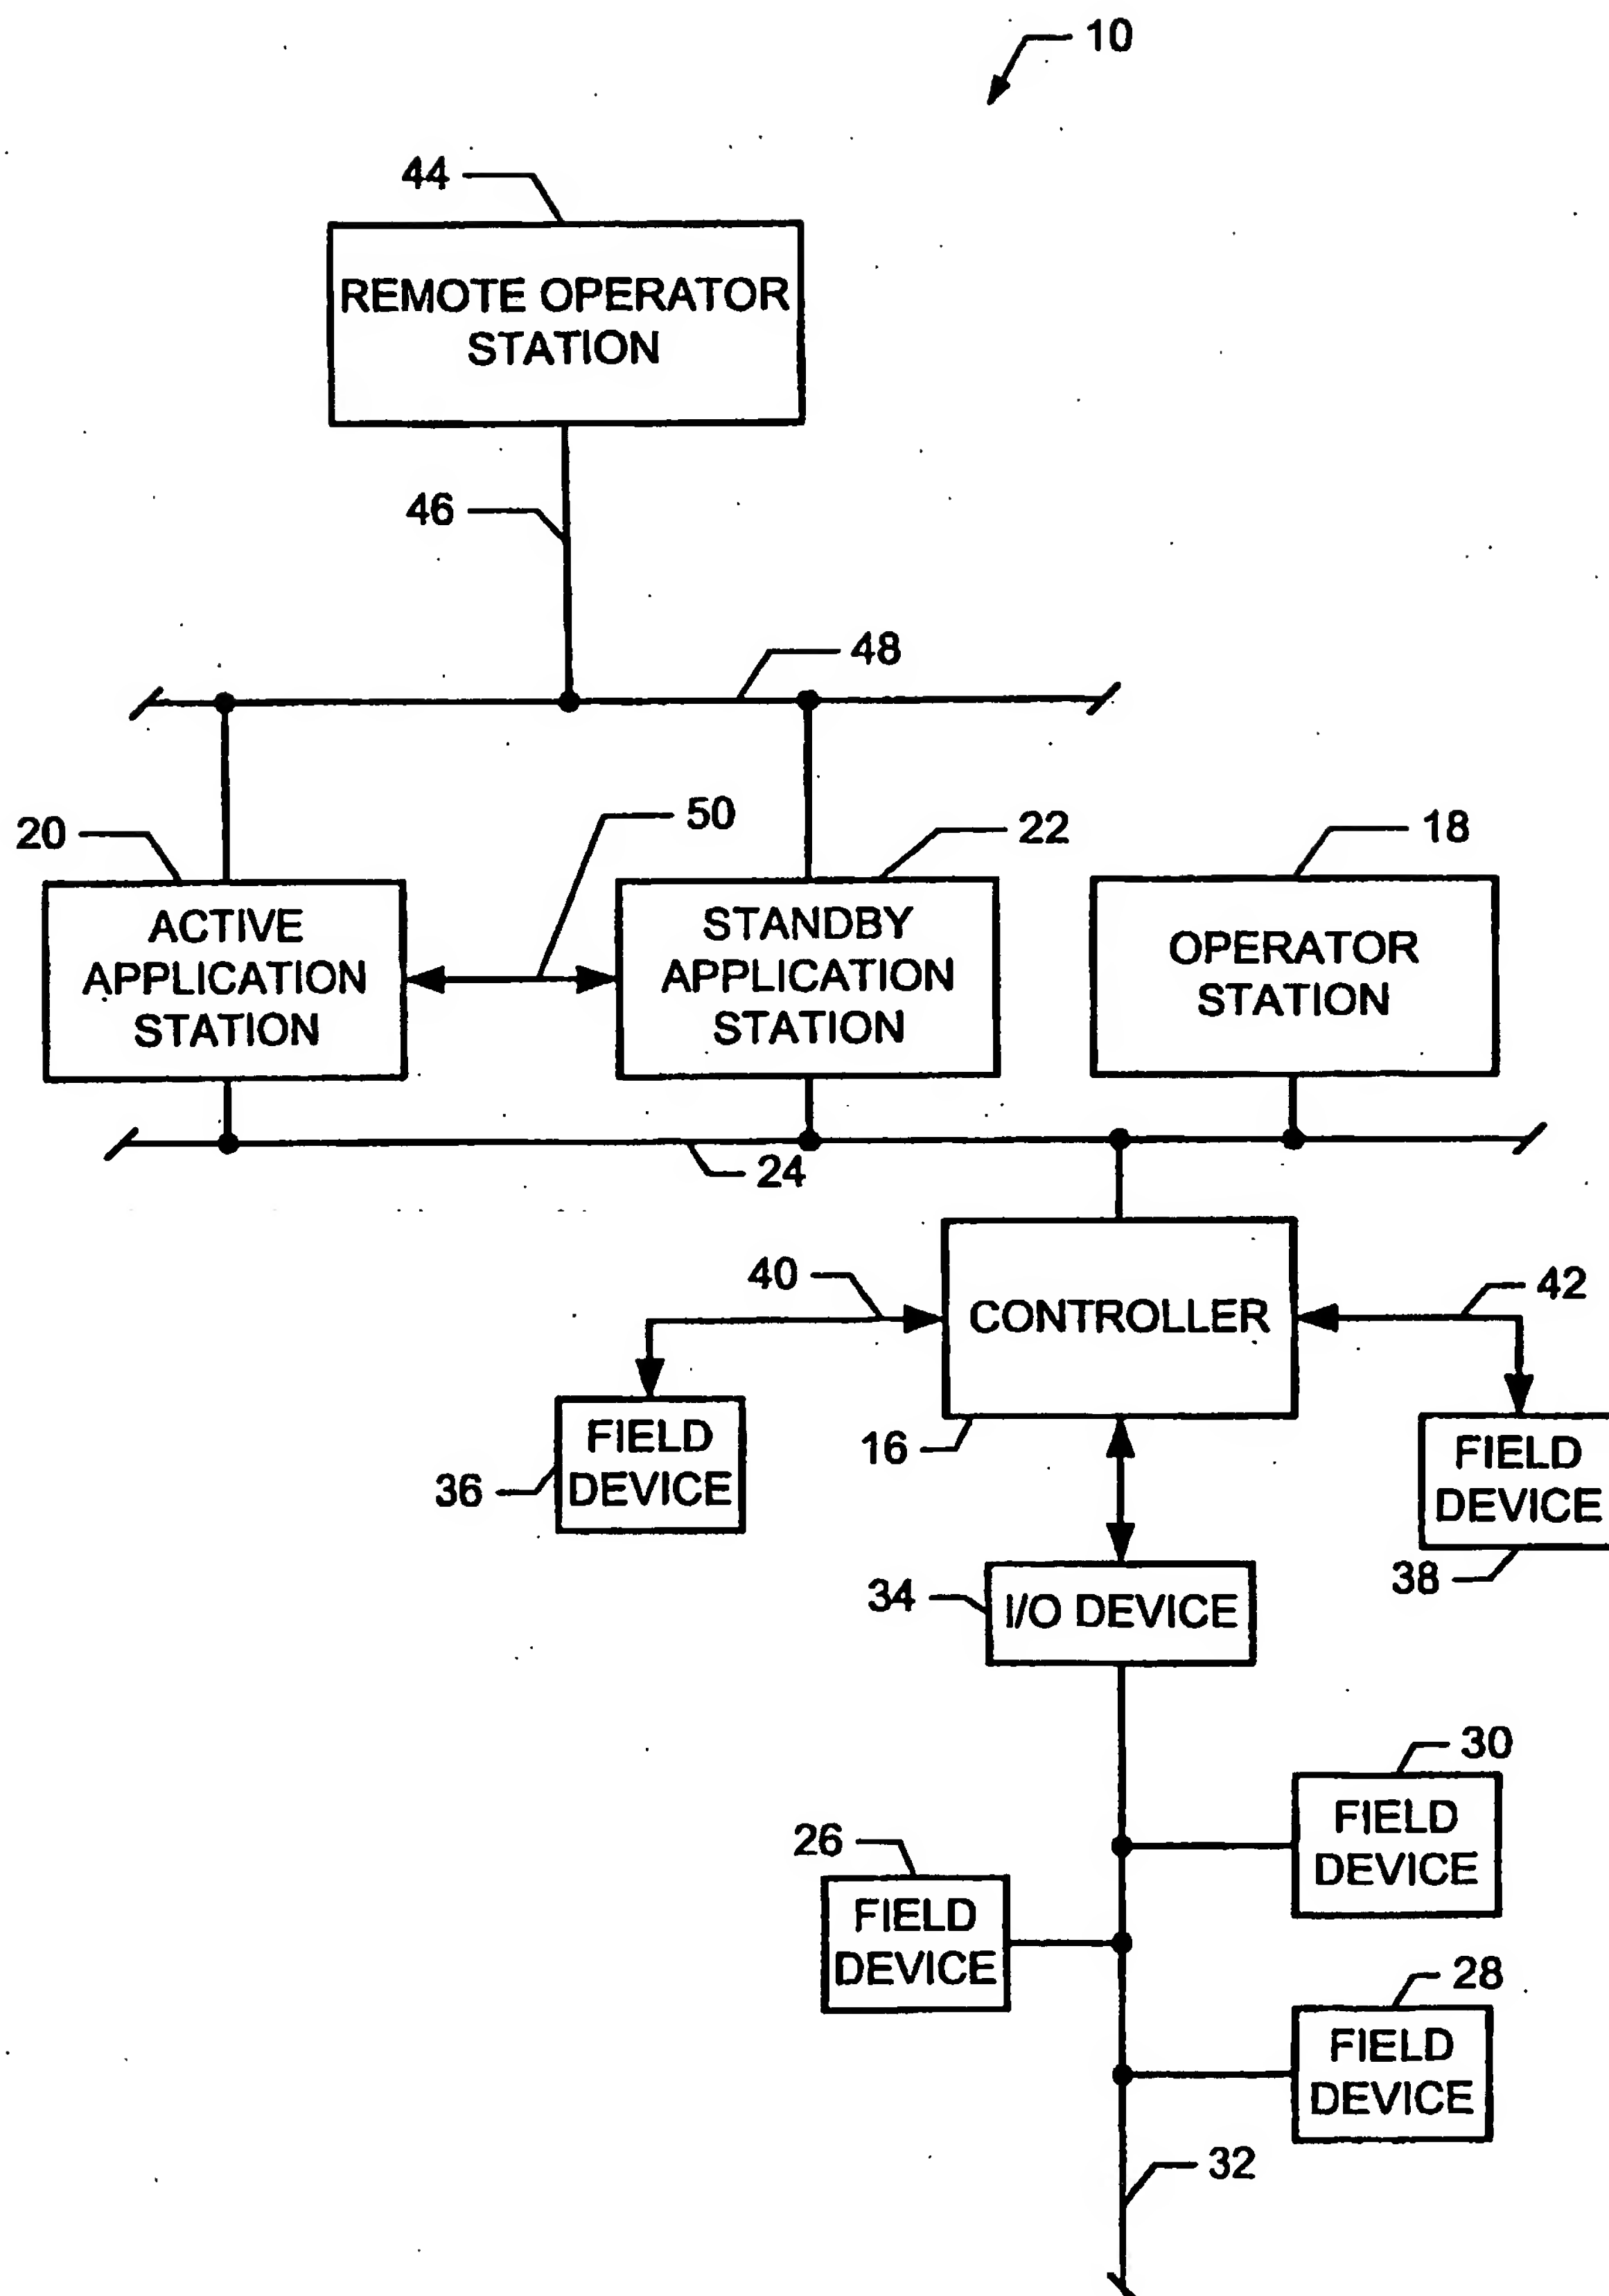 10
44
REMOTE OPERATOR
STATION
46
48
20
50
22
18
ACTIVE
APPLICATION
STATION
STANDBY
APPLICATION
STATION
OPERATOR
STATION
24
40
CONTROLLER
42
16
FIELD
DEVICE
36
FIELD
DEVICE
38
34
I/O DEVICE
30
FIELD
DEVICE
26
FIELD
DEVICE
28
FIELD
DEVICE
32